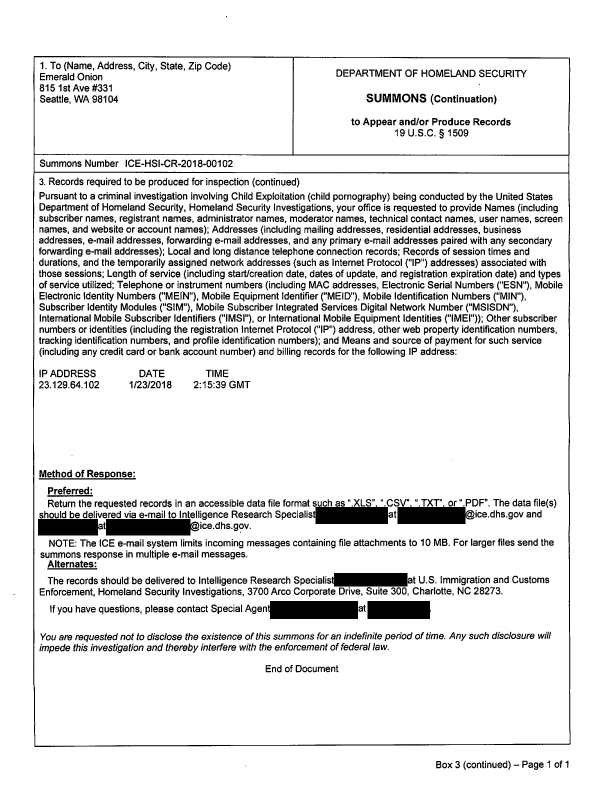 1. To (Name, Address, City, State, Zip Code)
Emerald Onion
815 1st Ave #331
Seattle, WA 98104
DEPARTMENT OF HOMELAND SECURITY
SUMMONS (Continuation)
to Appear and/or Produce Records
19 U.S.C. § 1509
Summons Number ICE-HSI-CR-2018-00102
3. Records required to be produced for inspection (continued)
Pursuant to a criminal investigation involving Child Exploitation (child pornography) being conducted by the United States
Department of Homeland Security, Homeland Security Investigations, your office is requested to provide Names (including
subscriber names, registrant names, administrator names, moderator names, technical contact names, user names, screen
names, and website or account names); Addresses (including mailing addresses, residential addresses, business
addresses, e-mail addresses, forwarding e-mail addresses, and any primary e-mail addresses paired with any secondary
forwarding e-mail addresses); Local and long distance telephone connection records; Records of session times and
durations, and the temporarily assigned network addresses (such as Internet Protocol ("IP") addresses) associated with
those sessions; Length of service (including start/creation date, dates of update, and registration expiration date) and types
of service utilized; Telephone or instrument numbers (including MAC addresses, Electronic Serial Numbers ("ESN"), Mobile
Electronic Identity Numbers ("MEIN"), Mobile Equipment Identifier ("MEID"), Mobile Identification Numbers ("MIN"),
Subscriber Identity Modules ("SIM"), Mobile Subscriber Integrated Services Digital Network Number ("MSISDN"),
International Mobile Subscriber Identifiers ("IMSI"), or International Mobile Equipment Identities ("IMEI")); Other subscriber
numbers or identities (including the registration Internet Protocol ("IP") address, other web property identification numbers,
tracking identification numbers, and profile identification numbers); and Means and source of payment for such service
(including any credit card or bank account number) and billing records for the following IP address:
IP ADDRESS DATE TIME
23.129.64.102 1/23/2018 2:15:39 GMT
Method of Response:
Preferred:
Return the requested records in an accessible data file format such as ".XLS", ".CSV", ".TXT", or ".PDF". The data file(s)
should be delivered via e-mail to Intelligence Research Specialist at @ice.dhs.gov and
at @ice.dhs.gov.
NOTE: The ICE e-mail system limits incoming messages containing file attachments to 10 MB. For larger files send the
summons response in multiple e-mail messages.
Alternates:
The records should be delivered to Intelligence Research Specialist at U.S. Immigration and Customs
Enforcement, Homeland Security Investigations, 3700 Arco Corporate Drive, Suite 300, Charlotte, NC 28273.
If you have questions, please contact Special Agent at .
You are requested not to disclose the existence of this summons for an indefinite period of time. Any such disclosure will
impede this investigation and thereby interfere with the enforcement of federal law.
End of Document
Box 3 (continued) – Page 1 of 1